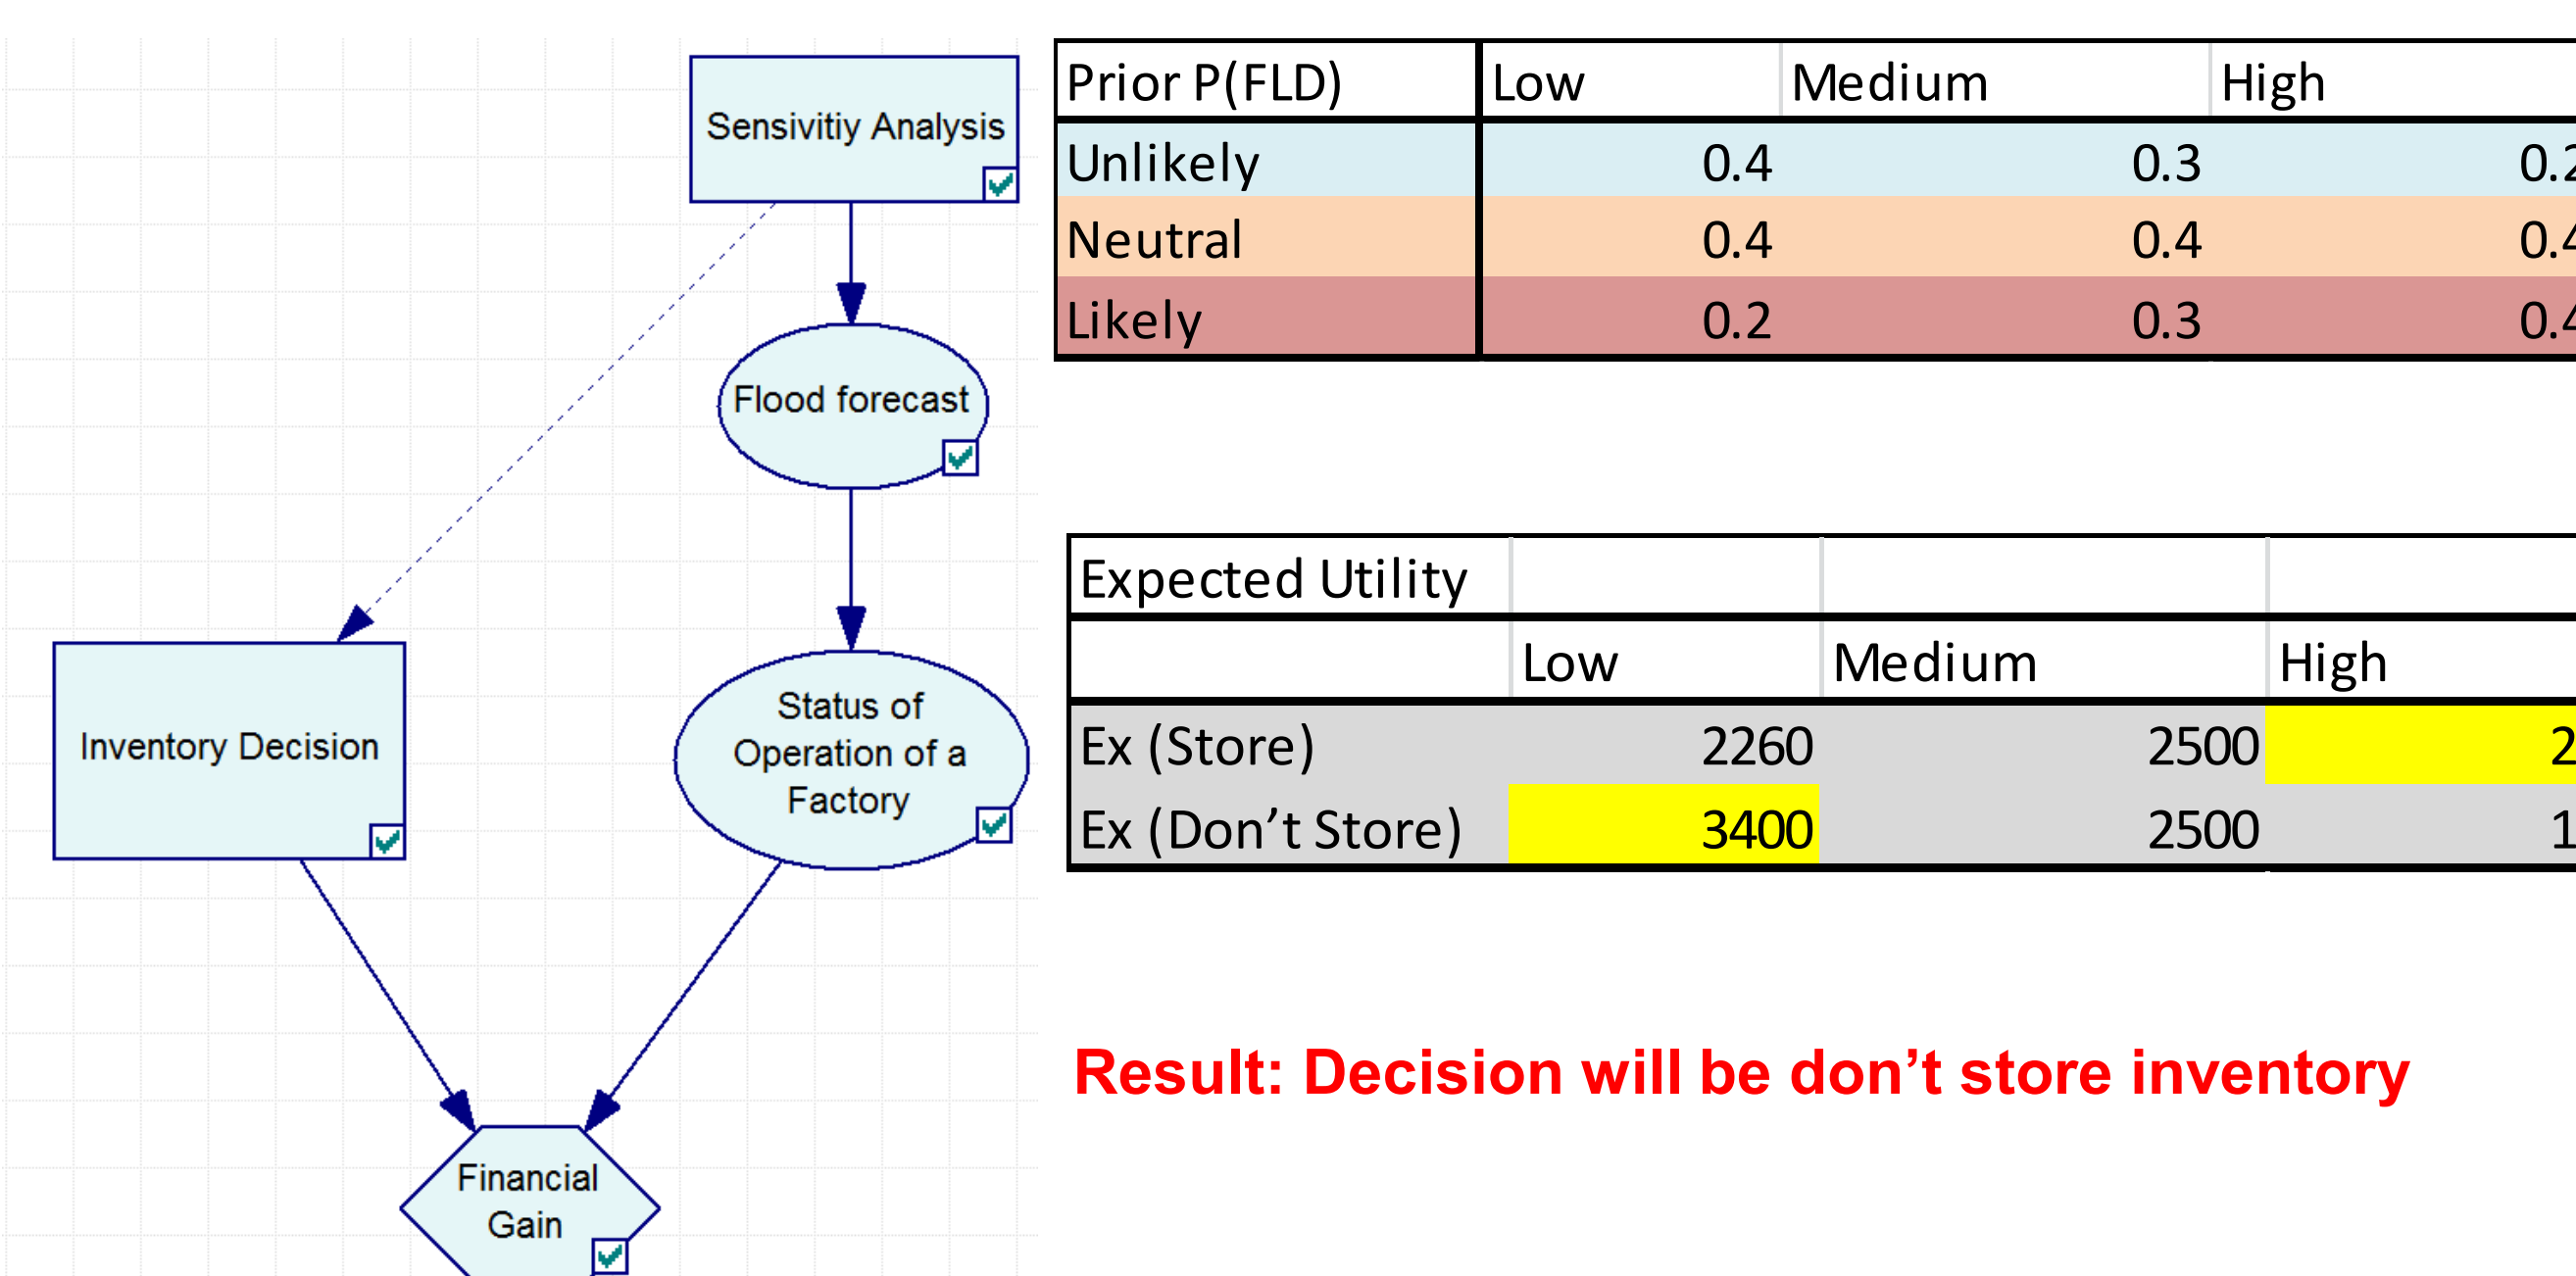 Sensivitiy Analysis
Flood forecast
Status of
Operation of a
Factory
Inventory Decision
Financial
Gain
Prior P(FLD) Low Medium High
Unlikely 0.4 0.3
Neutral 0.4 0.4
Likely 0.2 0.3
Expected Utility
Low Medium High
Ex (Store) 2260 2500
Ex (Don’t Store) 3400 2500
Result: Decision will be don’t store inventory